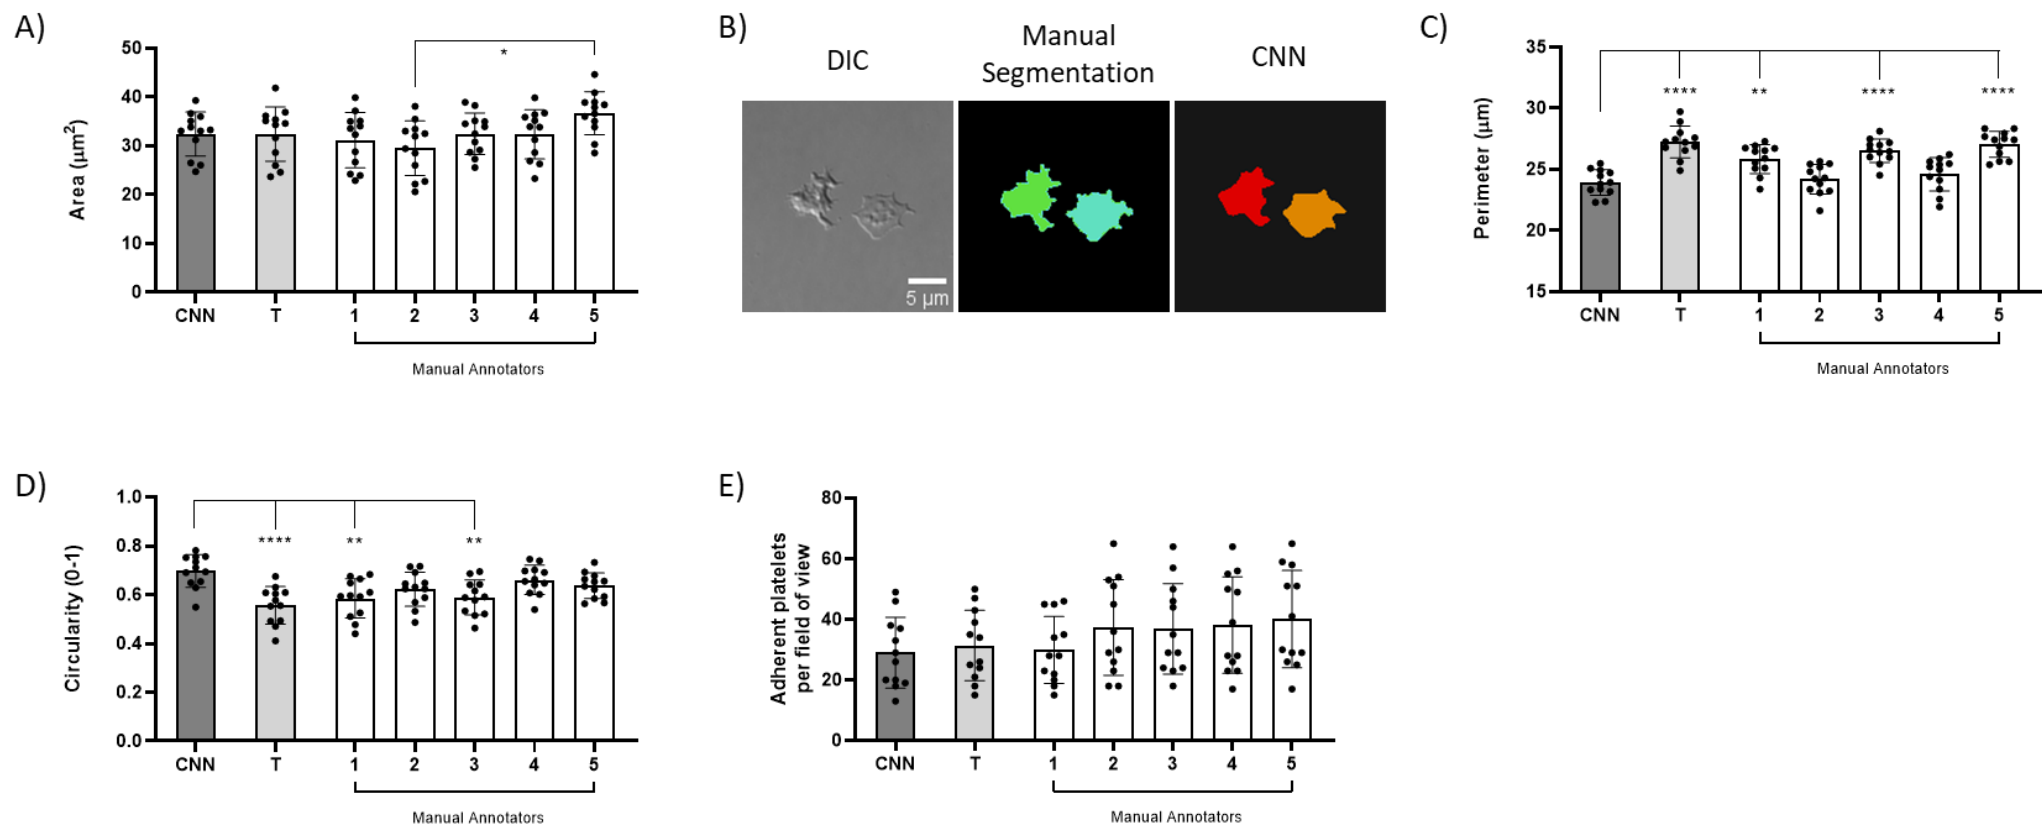 A)
50
40
30
20
10
0
Area (µm²)
*
CNN T 1 2 3 4 5
Manual Annotators
B)
DIC
Manual
Segmentation
CNN
5 µm
C)
35
30
25
20
15
Perimeter (µm)
**** ** **** ****
CNN T 1 2 3 4 5
Manual Annotators
D)
1.0
0.8
0.6
0.4
0.2
0.0
Circularity (0-1)
**** ** **
CNN T 1 2 3 4 5
Manual Annotators
E)
80
60
40
20
0
Adherent platelets
per field of view
CNN T 1 2 3 4 5
Manual Annotators